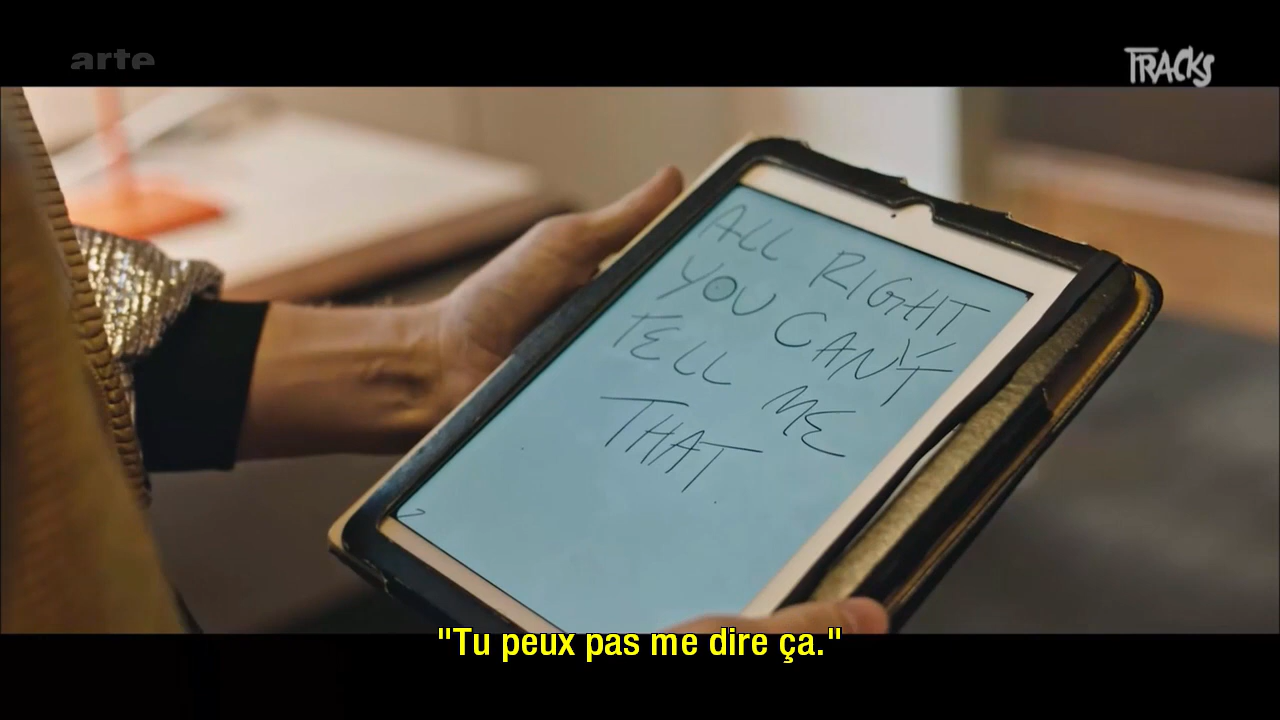 arte
TRACKS
ALL RIGHT
YOU CAN'T
TELL ME
THAT.
"Tu peux pas me dire ça."